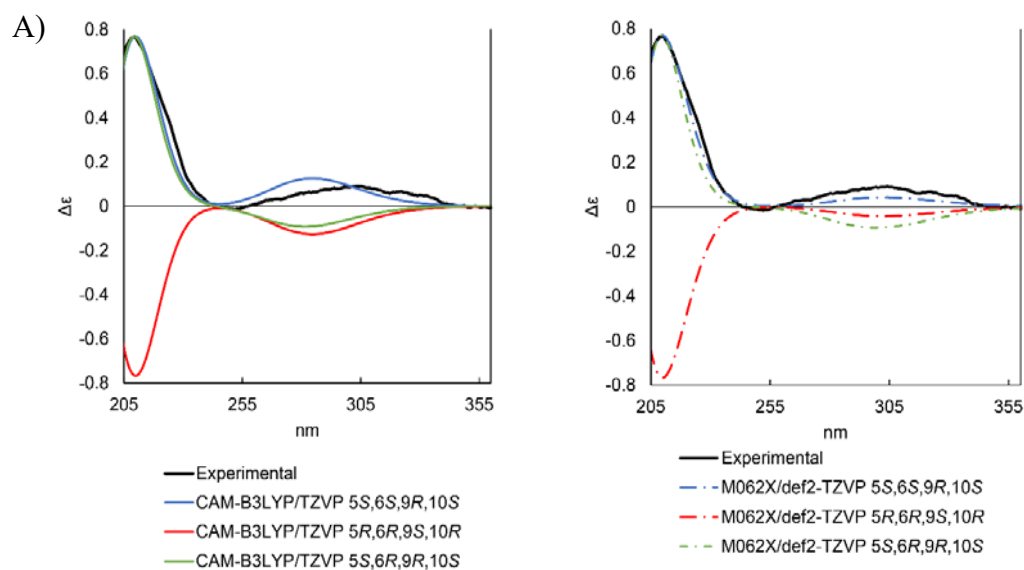 A)
0.8
0.6
0.4
0.2
0
-0.2
-0.4
-0.6
-0.8
Δε
205 255 305 355
nm
Experimental
CAM-B3LYP/TZVP 5S,6S,9R,10S
CAM-B3LYP/TZVP 5R,6R,9S,10R
CAM-B3LYP/TZVP 5S,6R,9R,10S
0.8
0.6
0.4
0.2
0
-0.2
-0.4
-0.6
-0.8
Δε
205 255 305 355
nm
Experimental
M062X/def2-TZVP 5S,6S,9R,10S
M062X/def2-TZVP 5R,6R,9S,10R
M062X/def2-TZVP 5S,6R,9R,10S